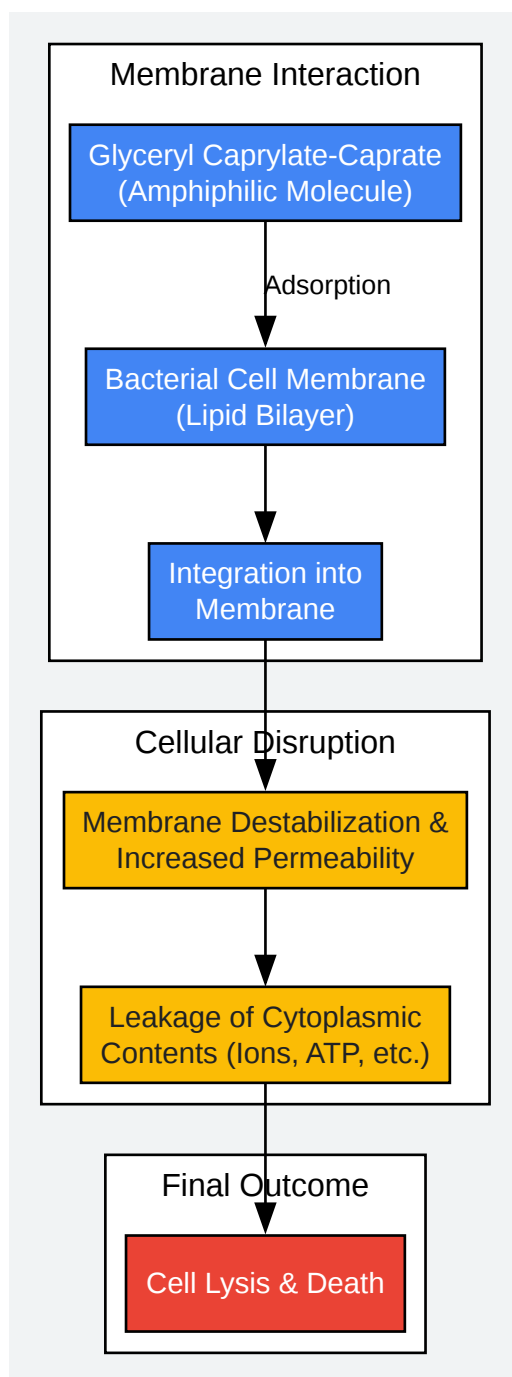 Membrane Interaction
Glyceryl Caprylate-Caprate
(Amphiphilic Molecule)
Adsorption
Bacterial Cell Membrane
(Lipid Bilayer)
Integration into
Membrane
Cellular Disruption
Membrane Destabilization &
Increased Permeability
Leakage of Cytoplasmic
Contents (Ions, ATP, etc.)
Final Outcome
Cell Lysis & Death